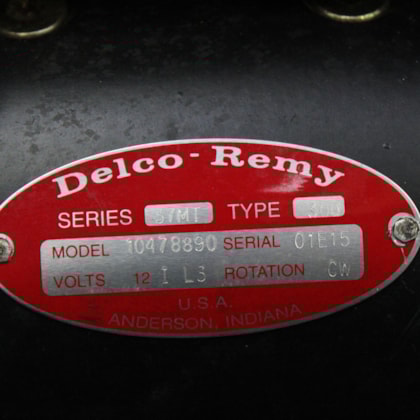 Delco-Remy
SERIES 37MT TYPE 300
MODEL 10478890 SERIAL 01E15
VOLTS 12 I L3 ROTATION CW
U.S.A.
ANDERSON, INDIANA